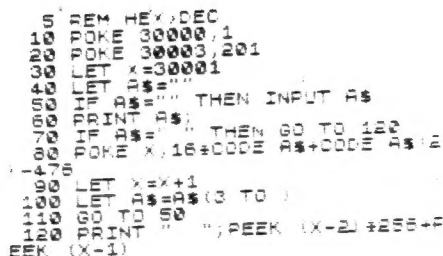 5 REM HEX/DEC
10 POKE 30000,1
20 POKE 30003,201
30 LET X=30001
40 LET A$=""
50 IF A$="" THEN INPUT A$
60 PRINT A$;
70 IF A$=" " THEN GO TO 120
80 POKE X,16*CODE A$+CODE A$(2
)-476
90 LET X=X+1
100 LET A$=A$(3 TO )
110 GO TO 50
120 PRINT " ";PEEK (X-2)*256+P
EEK (X-1)